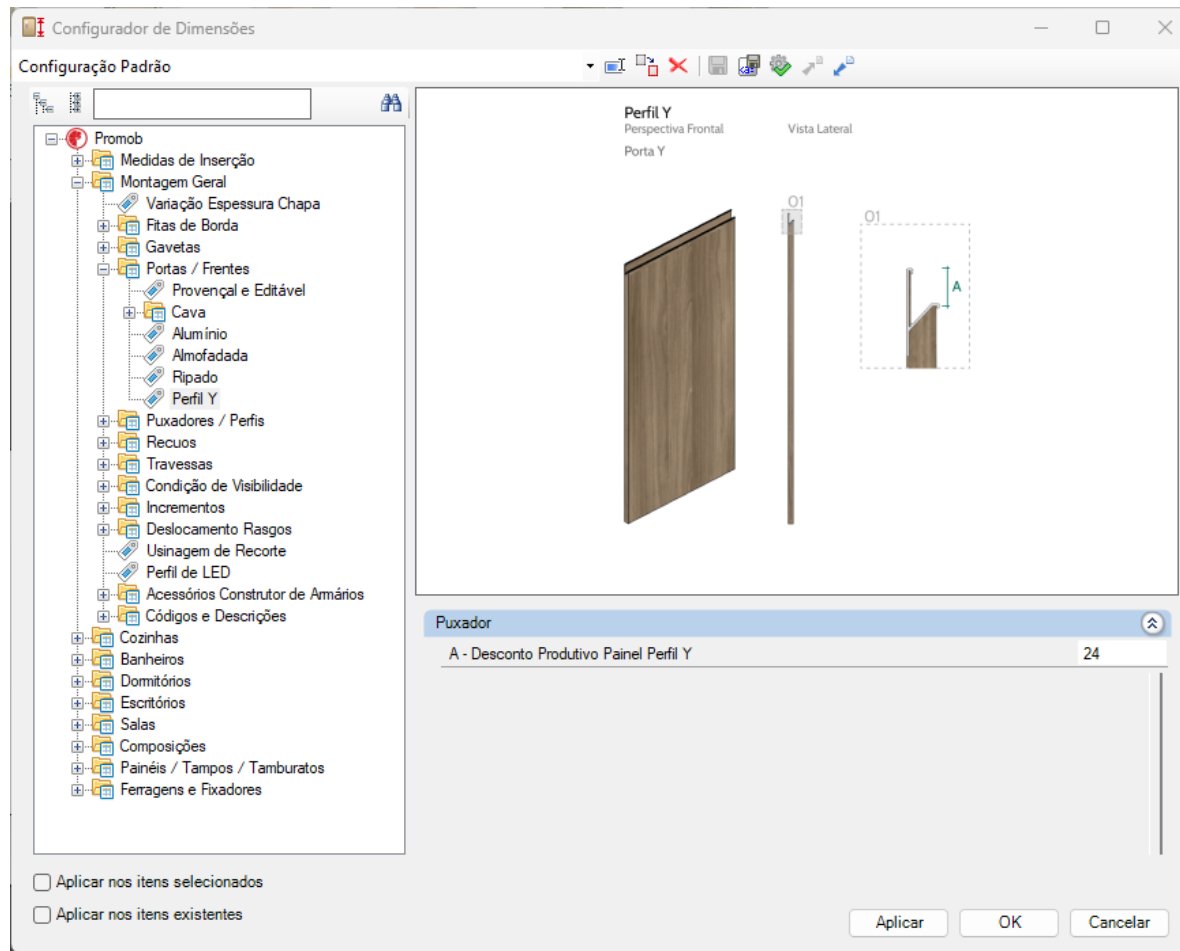 Configurador de Dimensões
Configuração Padrão
Promob
Medidas de Inserção
Montagem Geral
Variação Espessura Chapa
Fitas de Borda
Gavetas
Portas / Frentes
Provençal e Editável
Cava
Alumínio
Almofadada
Ripado
Perfil Y
Puxadores / Perfis
Recuos
Travessas
Condição de Visibilidade
Incrementos
Deslocamento Rasgos
Usinagem de Recorte
Perfil de LED
Acessórios Construtor de Armários
Códigos e Descrições
Cozinhas
Banheiros
Dormitórios
Escritórios
Salas
Composições
Painéis / Tampos / Tamburatos
Ferragens e Fixadores
Perfil Y
Perspectiva Frontal Vista Lateral
Porta Y
O1
O1
A
Puxador
A - Desconto Produtivo Painel Perfil Y 24
Aplicar nos itens selecionados
Aplicar nos itens existentes
Aplicar OK Cancelar